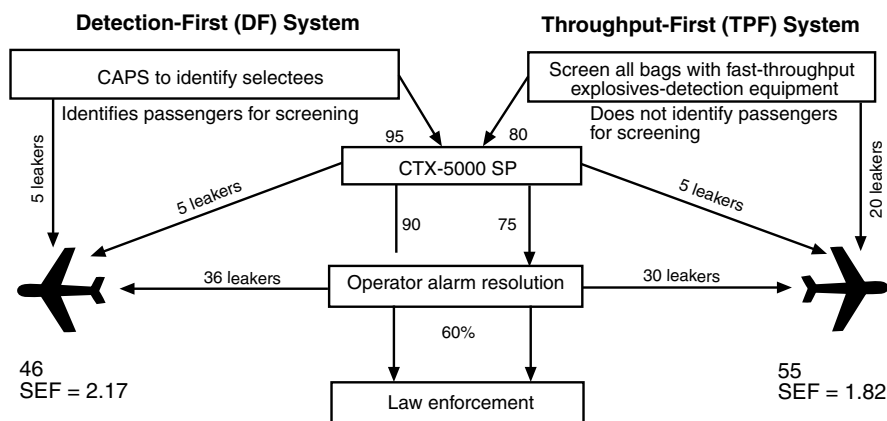 Detection-First (DF) System
Throughput-First (TPF) System
CAPS to identify selectees
Screen all bags with fast-throughput
explosives-detection equipment
Identifies passengers for screening
Does not identify passengers
for screening
95
80
5 leakers
CTX-5000 SP
20 leakers
5 leakers
5 leakers
90
75
36 leakers
Operator alarm resolution
30 leakers
60%
46
SEF = 2.17
55
SEF = 1.82
Law enforcement